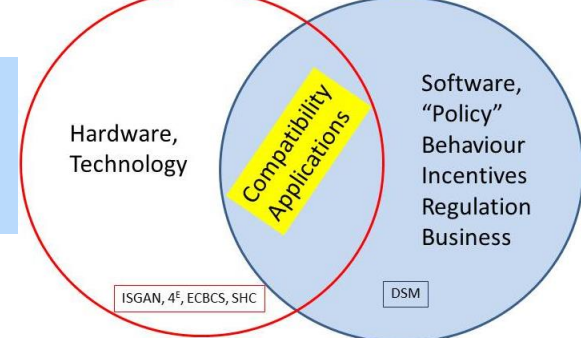 Hardware,
Technology
Compatibility
Applications
Software,
“Policy”
Behaviour
Incentives
Regulation
Business
ISGAN, 4ᴱ, ECBCS, SHC
DSM